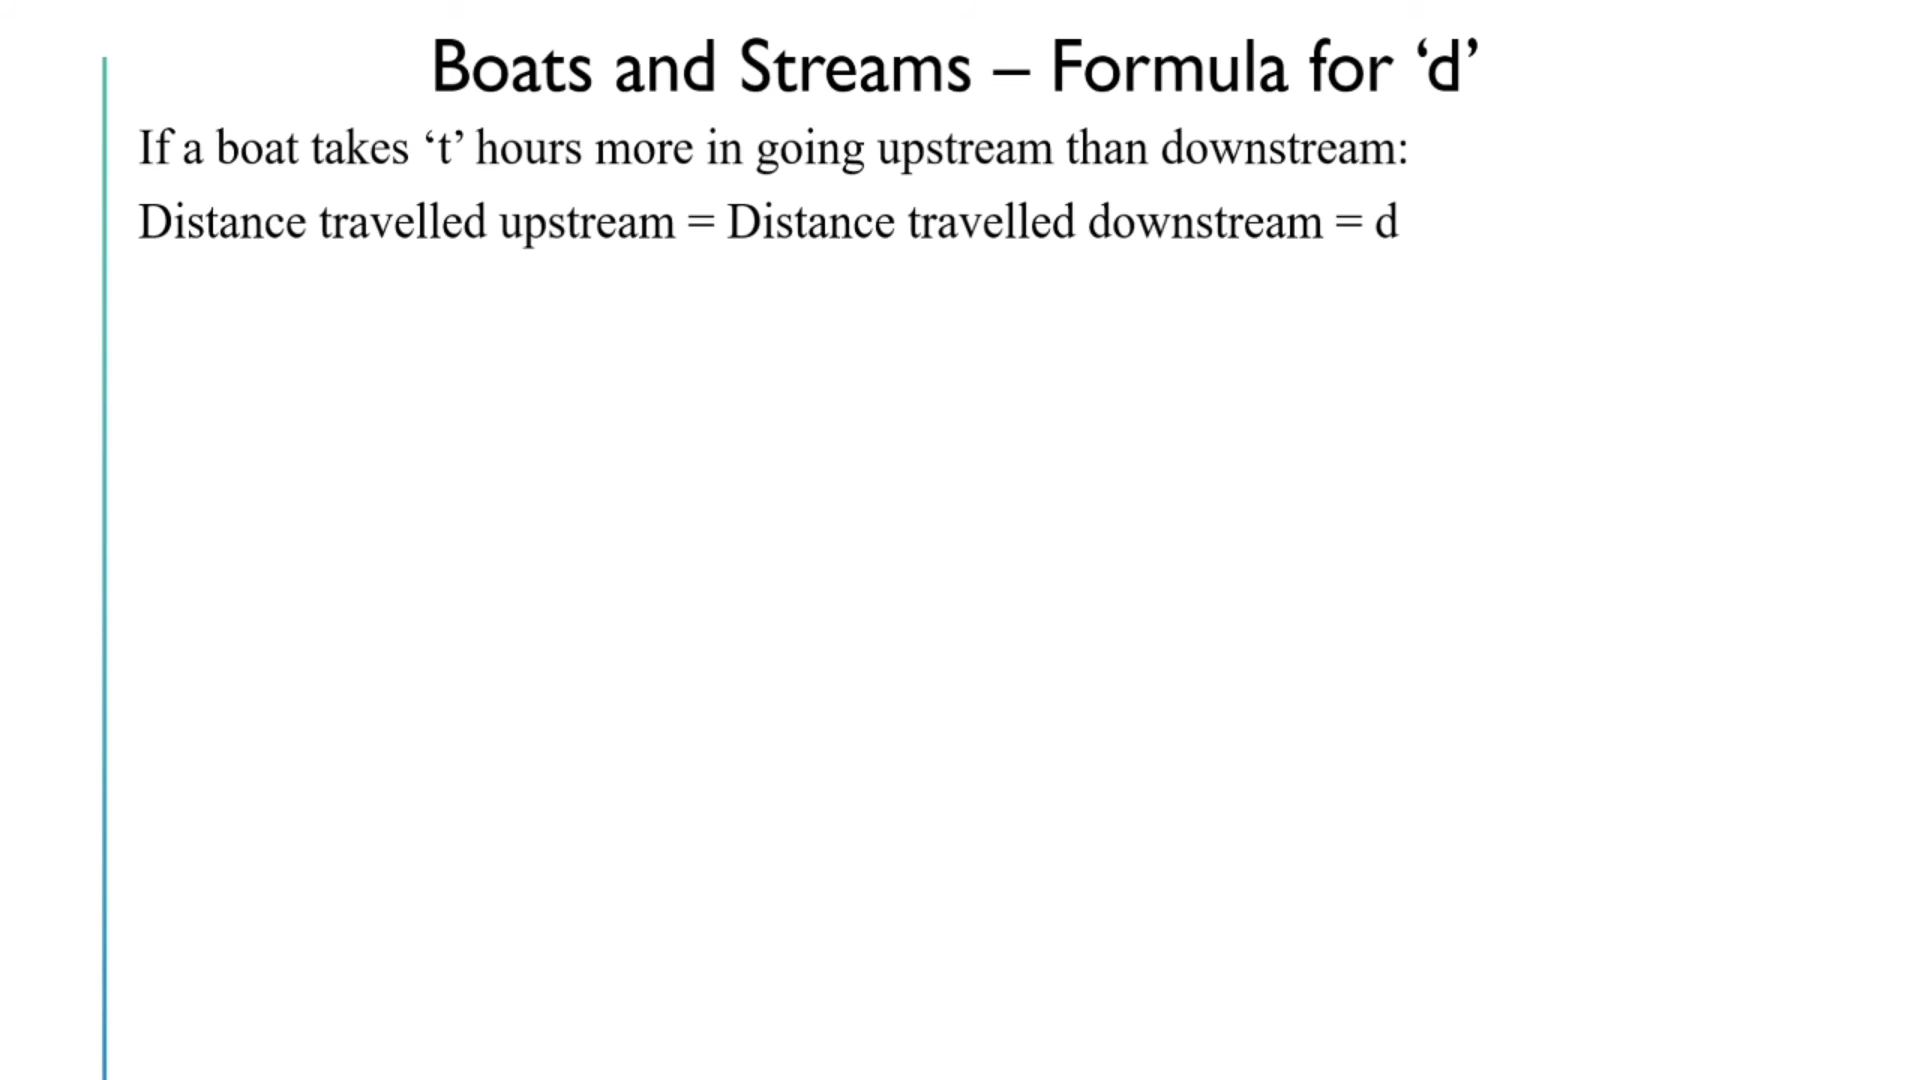 Boats and Streams – Formula for ‘d’
If a boat takes ‘t’ hours more in going upstream than downstream:
Distance travelled upstream = Distance travelled downstream = d